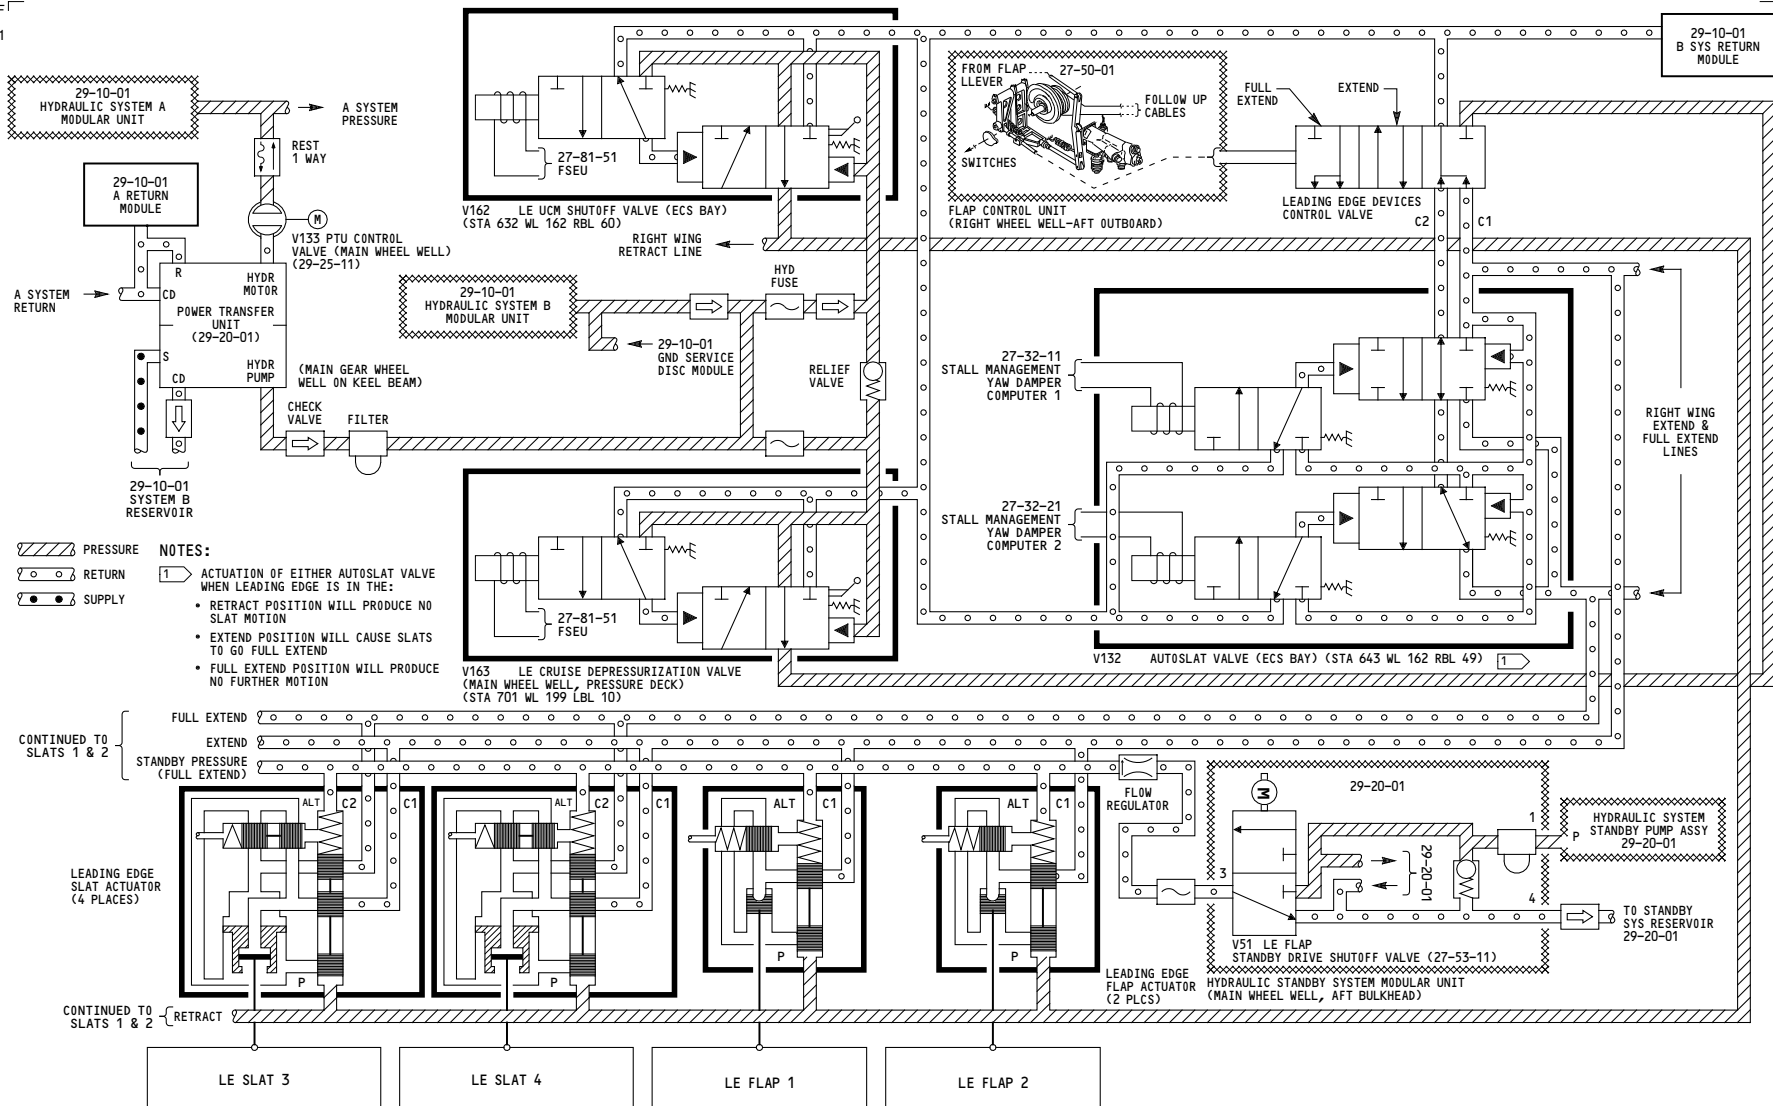 29-10-01
HYDRAULIC SYSTEM A
MODULAR UNIT
A SYSTEM
PRESSURE
REST
1 WAY
29-10-01
A RETURN
MODULE
M
V133 PTU CONTROL
VALVE (MAIN WHEEL WELL)
(29-25-11)
R
HYDR
MOTOR
CD
A SYSTEM
RETURN
POWER TRANSFER
UNIT
(29-20-01)
S
HYDR
PUMP
CD
(MAIN GEAR WHEEL
WELL ON KEEL BEAM)
CHECK
VALVE
FILTER
29-10-01
SYSTEM B
RESERVOIR
PRESSURE
RETURN
SUPPLY
NOTES:
1 ACTUATION OF EITHER AUTOSLAT VALVE
WHEN LEADING EDGE IS IN THE:
• RETRACT POSITION WILL PRODUCE NO
SLAT MOTION
• EXTEND POSITION WILL CAUSE SLATS
TO GO FULL EXTEND
• FULL EXTEND POSITION WILL PRODUCE
NO FURTHER MOTION
27-81-51
FSEU
V162 LE UCM SHUTOFF VALVE (ECS BAY)
(STA 632 WL 162 RBL 60)
RIGHT WING
RETRACT LINE
29-10-01
HYDRAULIC SYSTEM B
MODULAR UNIT
HYD
FUSE
29-10-01
GND SERVICE
DISC MODULE
RELIEF
VALVE
27-81-51
FSEU
V163 LE CRUISE DEPRESSURIZATION VALVE
(MAIN WHEEL WELL, PRESSURE DECK)
(STA 701 WL 199 LBL 10)
FROM FLAP
LLEVER
27-50-01
FOLLOW UP
CABLES
SWITCHES
FLAP CONTROL UNIT
(RIGHT WHEEL WELL-AFT OUTBOARD)
FULL
EXTEND
EXTEND
LEADING EDGE DEVICES
CONTROL VALVE
C2
C1
29-10-01
B SYS RETURN
MODULE
27-32-11
STALL MANAGEMENT
YAW DAMPER
COMPUTER 1
27-32-21
STALL MANAGEMENT
YAW DAMPER
COMPUTER 2
RIGHT WING
EXTEND &
FULL EXTEND
LINES
V132 AUTOSLAT VALVE (ECS BAY) (STA 643 WL 162 RBL 49) 1
CONTINUED TO
SLATS 1 & 2
FULL EXTEND
EXTEND
STANDBY PRESSURE
(FULL EXTEND)
ALT C2 C1
ALT C2 C1
ALT C1
ALT C1
LEADING EDGE
SLAT ACTUATOR
(4 PLACES)
P
P
P
P
FLOW
REGULATOR
LEADING EDGE
FLAP ACTUATOR
(2 PLCS)
M
29-20-01
3
1
P
4
29-20-01
HYDRAULIC SYSTEM
STANDBY PUMP ASSY
29-20-01
TO STANDBY
SYS RESERVOIR
29-20-01
V51 LE FLAP
STANDBY DRIVE SHUTOFF VALVE (27-53-11)
HYDRAULIC STANDBY SYSTEM MODULAR UNIT
(MAIN WHEEL WELL, AFT BULKHEAD)
CONTINUED TO
SLATS 1 & 2
RETRACT
LE SLAT 3
LE SLAT 4
LE FLAP 1
LE FLAP 2